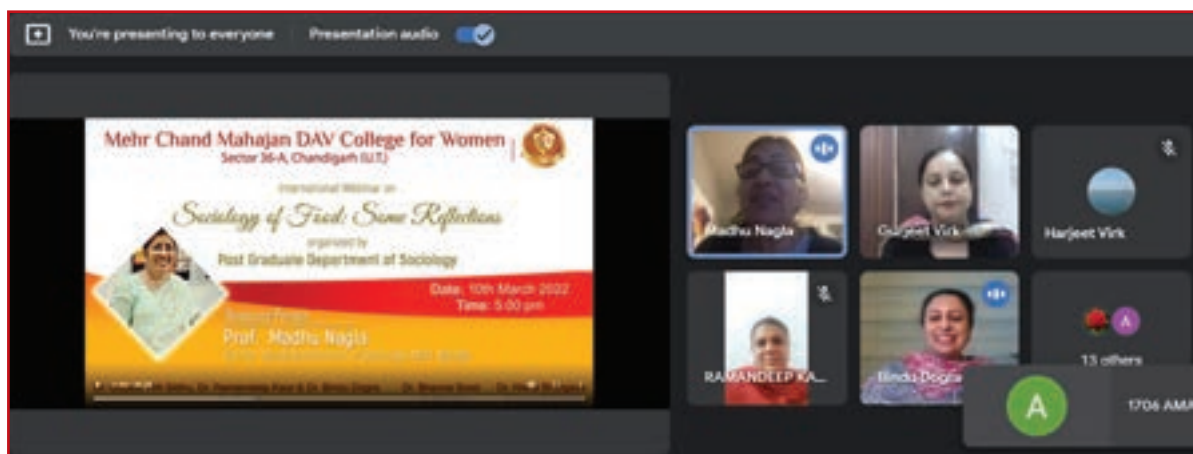 You're presenting to everyone
Presentation audio
Mehr Chand Mahajan DAV College for Women
Sector 36-A, Chandigarh (U.T.)
International Webinar on
Sociology of Food: Some Reflections
organized by
Post Graduate Department of Sociology
Date: 10th March 2022
Time: 5:00 pm
Resource Person
Prof. Madhu Nagla
Madhu Nagla
Gurjeet Virk
Harjeet Virk
RAMANDEEP KA...
Bindu Dogra
13 others
A
A
1706 AMA